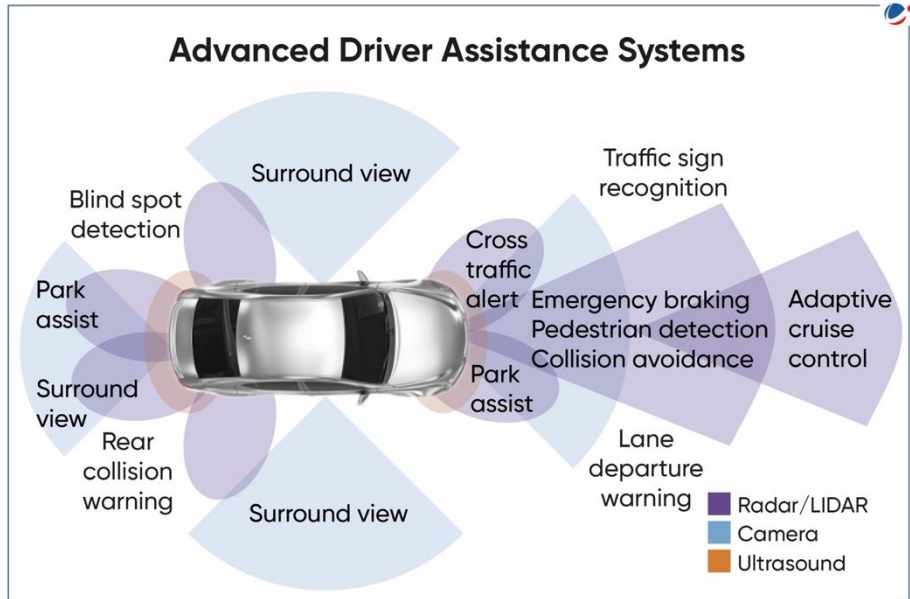 Advanced Driver Assistance Systems
Surround view
Traffic sign
recognition
Blind spot
detection
Cross
traffic
alert
Park
assist
Emergency braking
Pedestrian detection
Collision avoidance
Adaptive
cruise
control
Surround
view
Park
assist
Rear
collision
warning
Lane
departure
warning
Surround view
Radar/LIDAR
Camera
Ultrasound